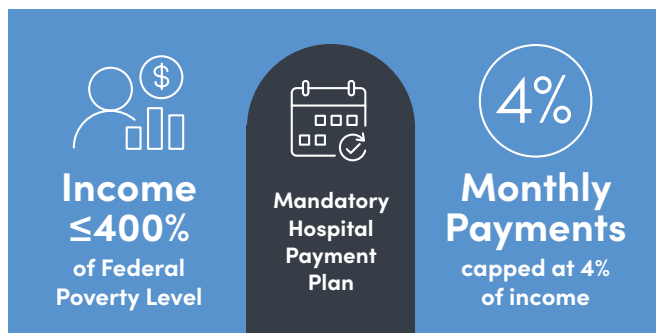 $
Income
≤400%
of Federal
Poverty Level
Mandatory
Hospital
Payment
Plan
4%
Monthly
Payments
capped at 4%
of income